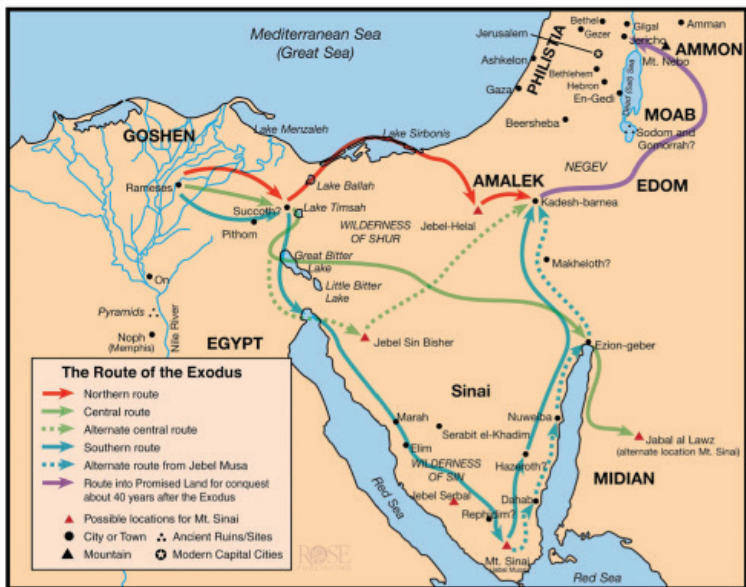 Mediterranean Sea
(Great Sea)
Bethel
Gilgal
Amman
Gezer
Jericho
Jerusalem
AMMON
Mt. Nebo
PHILISTIA
Ashkelon
Bethlehem
Hebron
Dead (Salt) Sea
Gaza
En-Gedi
MOAB
Beersheba
Sodom and
Gomorrah?
GOSHEN
Lake Menzaleh
Lake Sirbonis
NEGEV
EDOM
Rameses
Lake Ballah
AMALEK
Kadesh-barnea
Succoth?
Lake Timsah
Pithom
WILDERNESS
OF SHUR
Jebel-Helal
Great Bitter
Lake
Makheloth?
On
Little Bitter
Lake
Pyramids
Nile River
Noph
(Memphis)
EGYPT
Jebel Sin Bisher
Ezion-geber
The Route of the Exodus
Northern route
Central route
Alternate central route
Southern route
Alternate route from Jebel Musa
Route into Promised Land for conquest
about 40 years after the Exodus
Possible locations for Mt. Sinai
City or Town
Ancient Ruins/Sites
Mountain
Modern Capital Cities
Sinai
Marah
Serabit el-Khadim
Nuweiba
Elim
Jabal al Lawz
(alternate location Mt. Sinai)
WILDERNESS
OF SIN
Hazeroth?
MIDIAN
Jebel Serbal
Dahab
Rephidim?
Red Sea
Mt. Sinai
(Jebel Musa)
ROSE
Red Sea